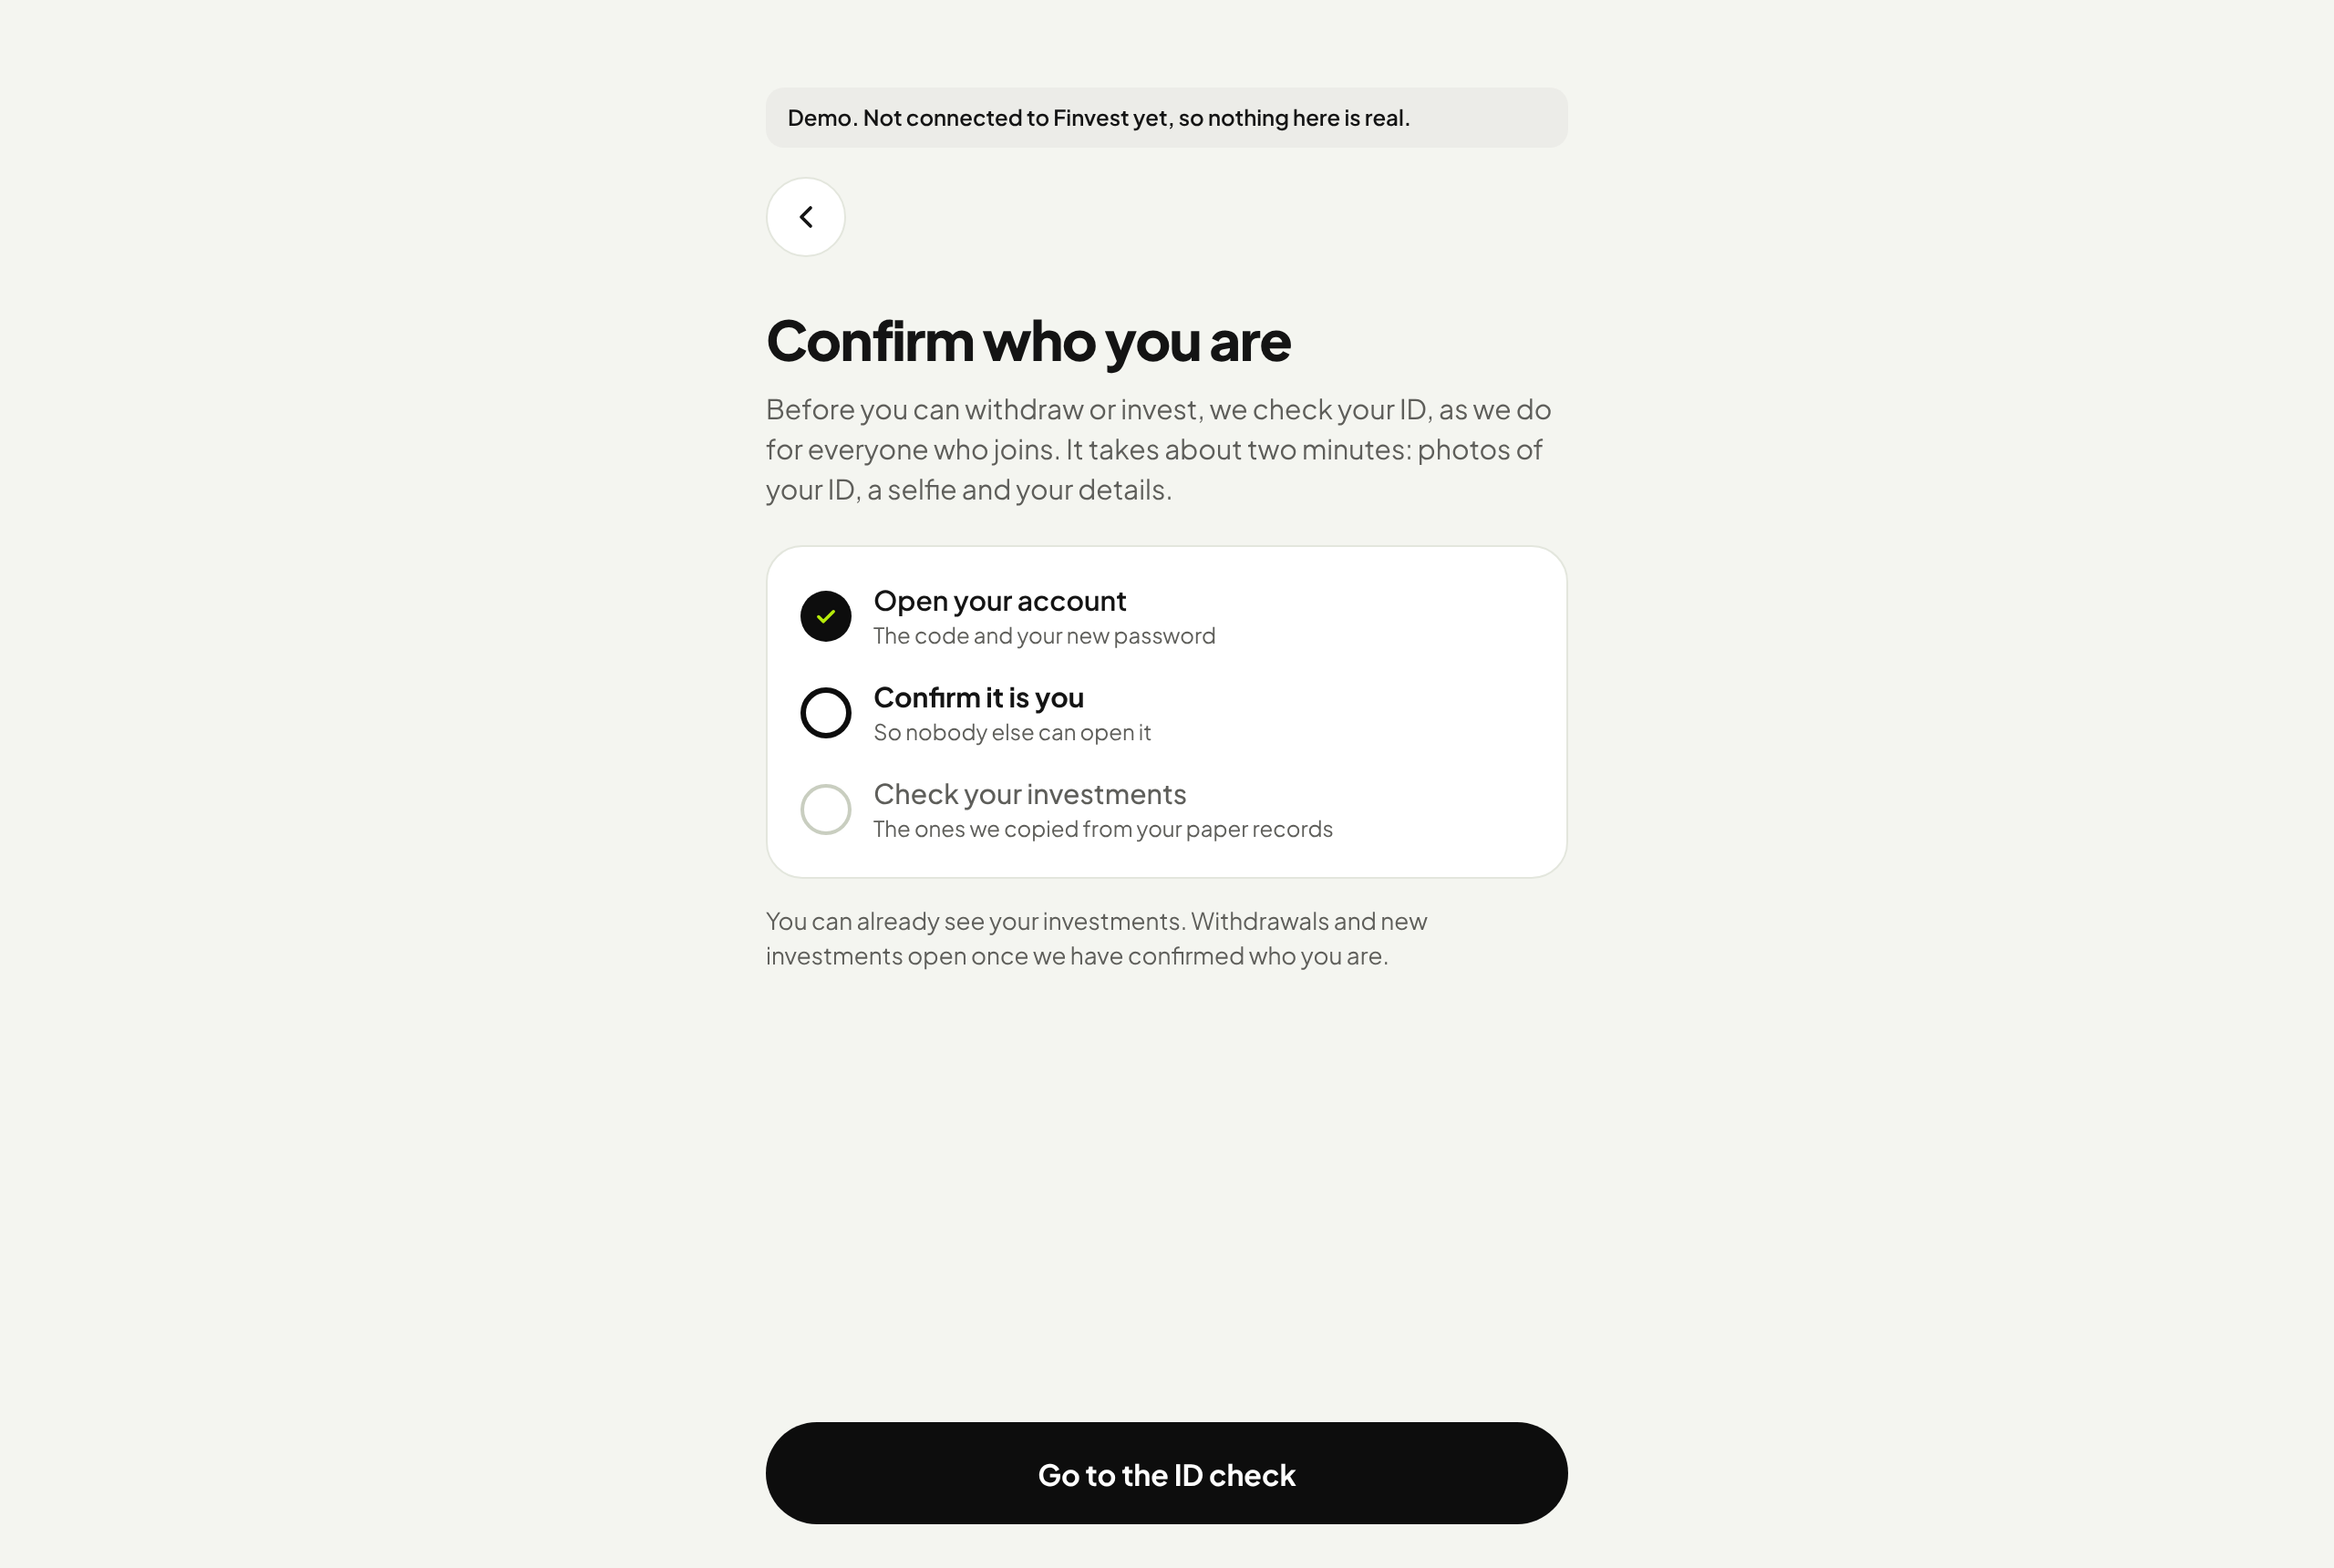 Demo. Not connected to Finvest yet, so nothing here is real.
Confirm who you are
Before you can withdraw or invest, we check your ID, as we do
for everyone who joins. It takes about two minutes: photos of
your ID, a selfie and your details.
Open your account
The code and your new password
Confirm it is you
So nobody else can open it
Check your investments
The ones we copied from your paper records
You can already see your investments. Withdrawals and new
investments open once we have confirmed who you are.
Go to the ID check